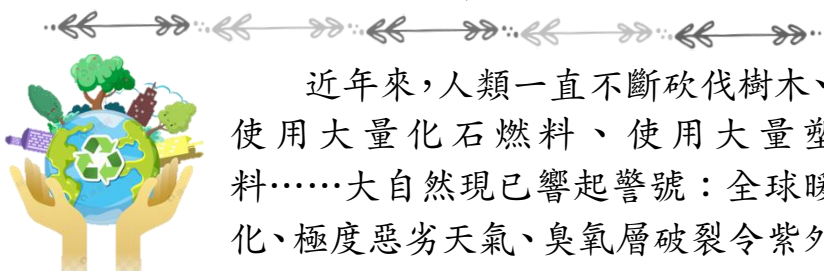 近年來，人類一直不斷砍伐樹木、
使用大量化石燃料、使用大量塑
料……大自然現已響起警號：全球暖
化、極度惡劣天氣、臭氧層破裂令紫外